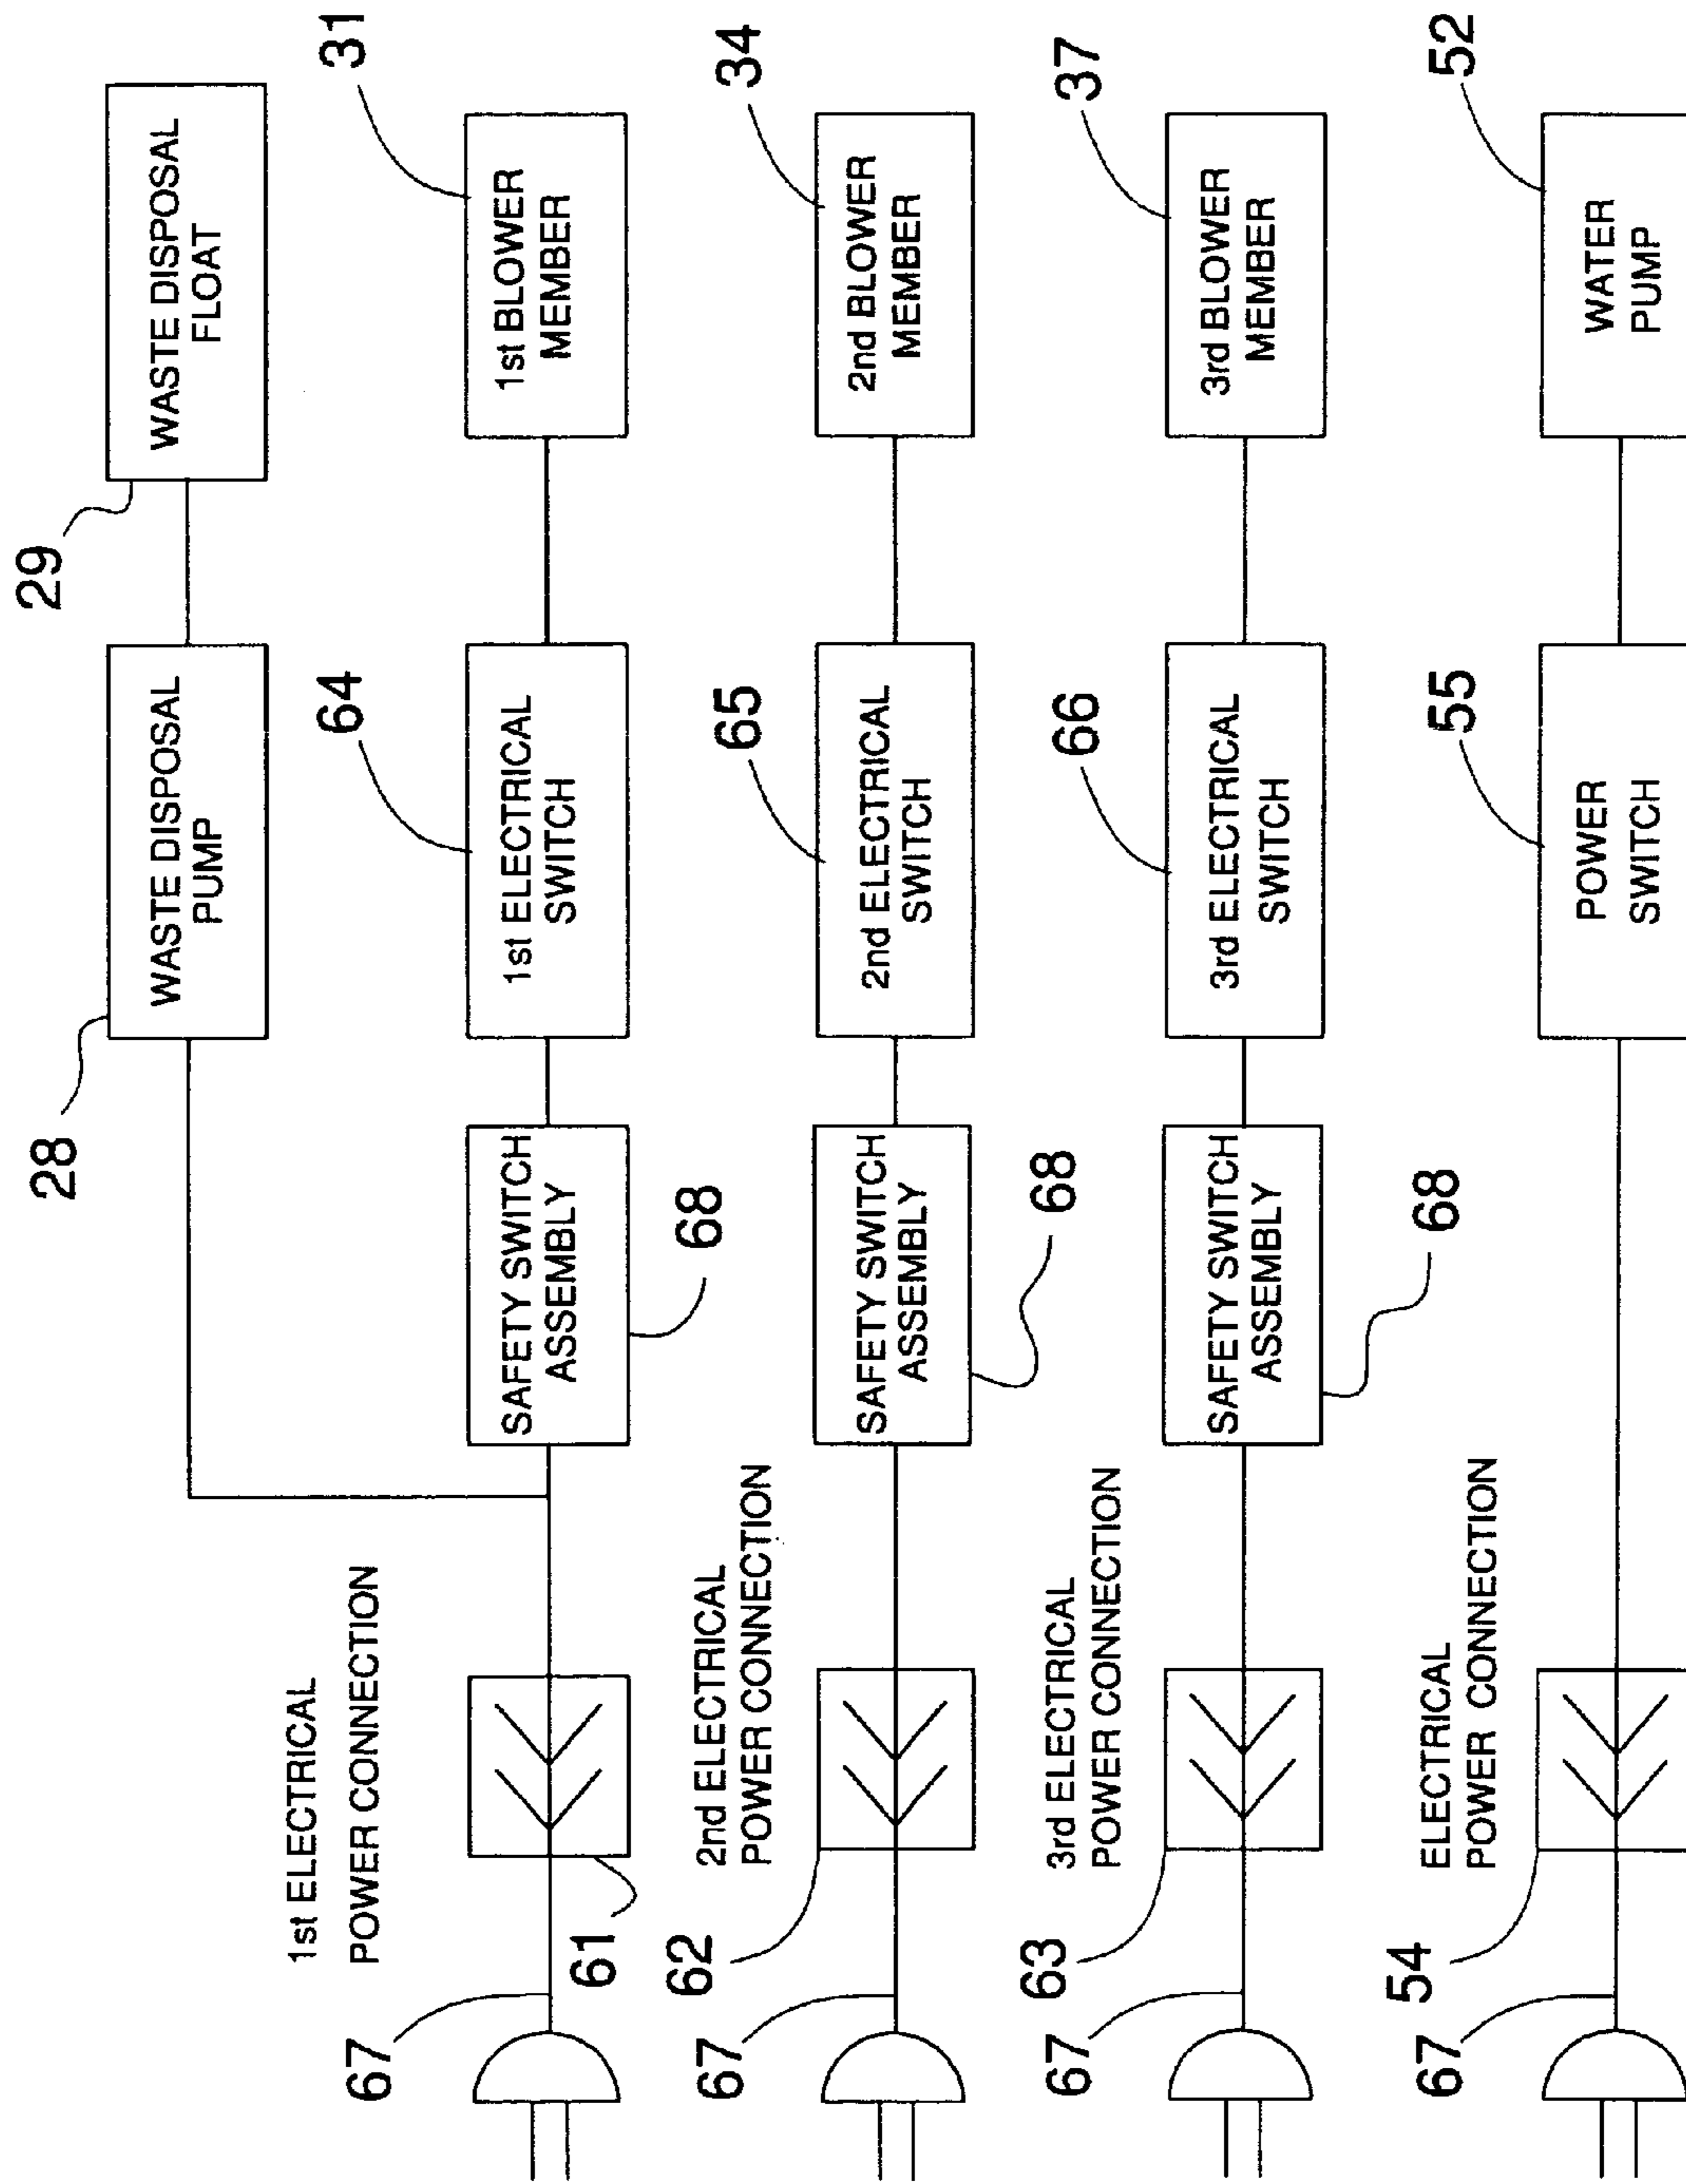 29
WASTE DISPOSAL
FLOAT
28
WASTE DISPOSAL
PUMP
31
1st BLOWER
MEMBER
64
1st ELECTRICAL
SWITCH
68
SAFETY SWITCH
ASSEMBLY
1st ELECTRICAL
POWER CONNECTION
61
67
34
2nd BLOWER
MEMBER
65
2nd ELECTRICAL
SWITCH
68
SAFETY SWITCH
ASSEMBLY
2nd ELECTRICAL
POWER CONNECTION
62
67
37
3rd BLOWER
MEMBER
66
3rd ELECTRICAL
SWITCH
68
SAFETY SWITCH
ASSEMBLY
3rd ELECTRICAL
POWER CONNECTION
63
67
52
WATER
PUMP
55
POWER
SWITCH
ELECTRICAL
POWER CONNECTION
54
67